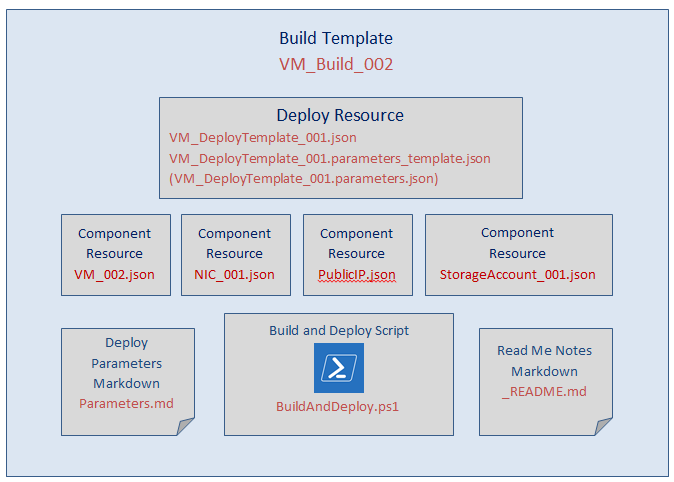 Build Template
VM_Build_002
Deploy Resource
VM_DeployTemplate_001.json
VM_DeployTemplate_001.parameters_template.json
(VM_DeployTemplate_001.parameters.json)
Component
Resource
VM_002.json
Component
Resource
NIC_001.json
Component
Resource
PublicIP.json
Component
Resource
StorageAccount_001.json
Deploy
Parameters
Markdown
Parameters.md
Build and Deploy Script
BuildAndDeploy.ps1
Read Me Notes
Markdown
_README.md